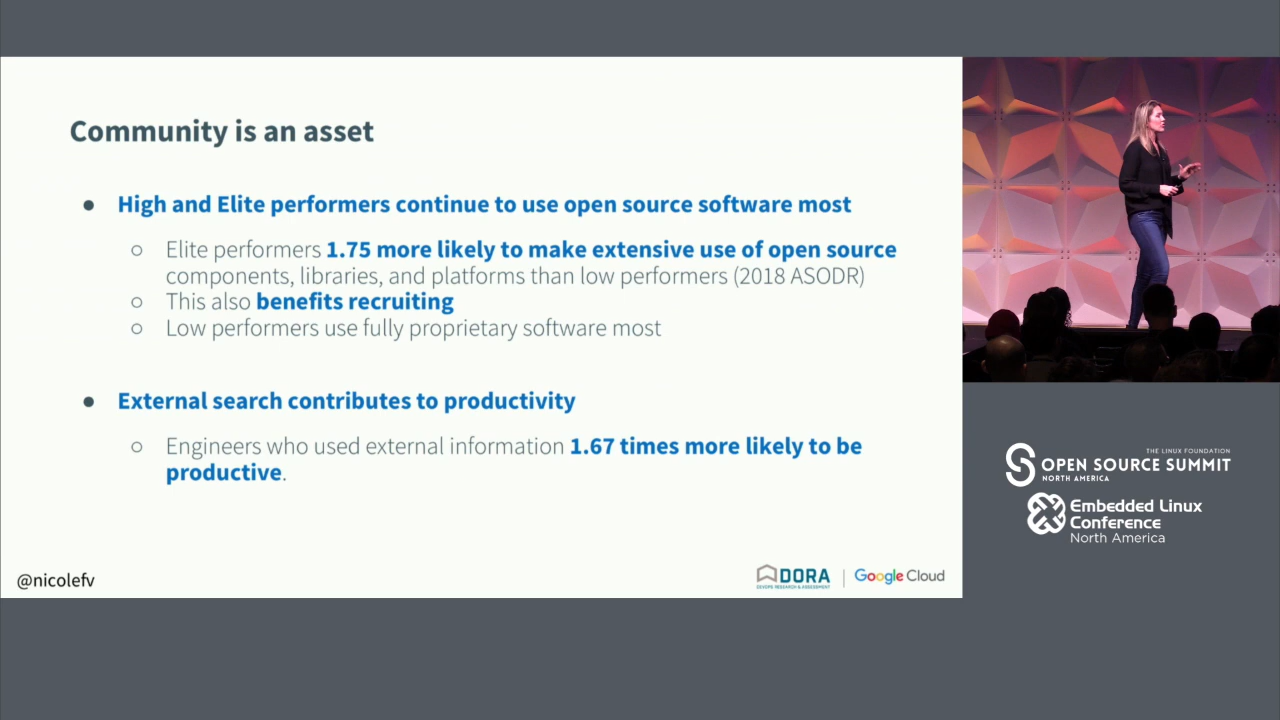 Community is an asset
● High and Elite performers continue to use open source software most
○ Elite performers 1.75 more likely to make extensive use of open source
components, libraries, and platforms than low performers (2018 ASODR)
○ This also benefits recruiting
○ Low performers use fully proprietary software most
● External search contributes to productivity
○ Engineers who used external information 1.67 times more likely to be
productive.
@nicolefv
DORA
DEVOPS RESEARCH & ASSESSMENT
Google Cloud
THE LINUX FOUNDATION
OPEN SOURCE SUMMIT
NORTH AMERICA
Embedded Linux
Conference
North America